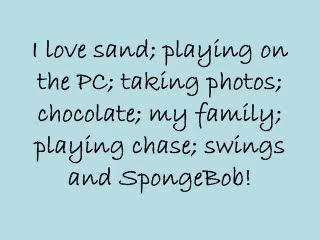 I love sand; playing on
the PC; taking photos;
chocolate; my family;
playing chase; swings
and SpongeBob!